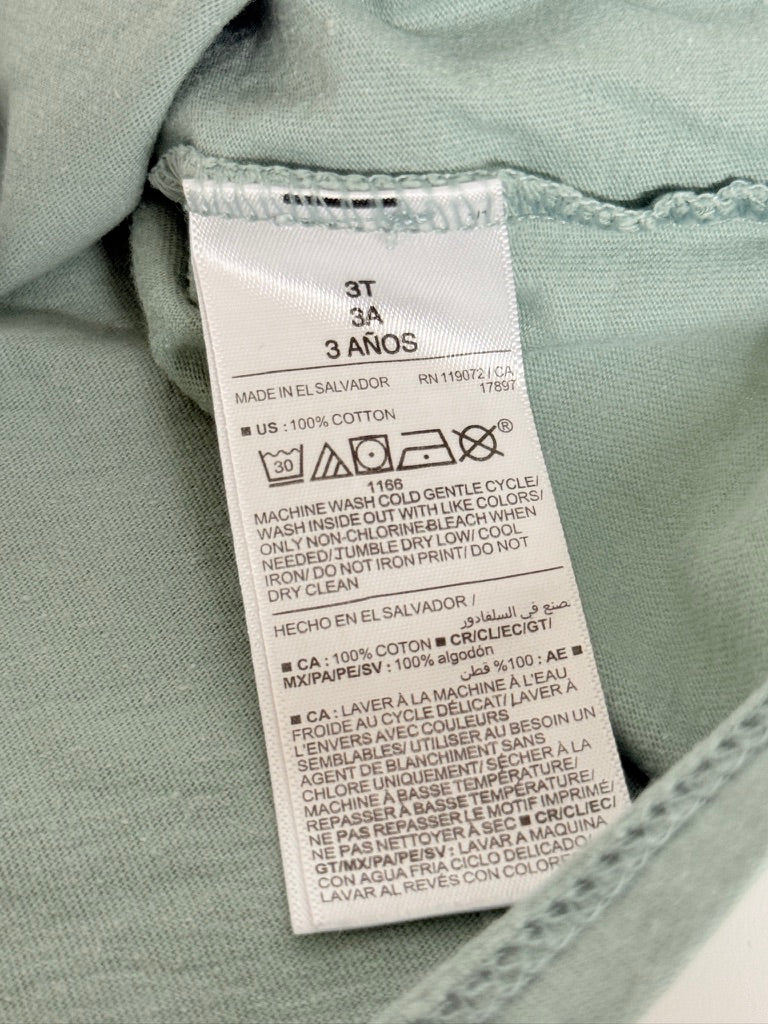 3T
3A
3 AÑOS
MADE IN EL SALVADOR RN 119072 / CA 17897
■ US : 100% COTTON
30 ®
1166
MACHINE WASH COLD GENTLE CYCLE/
WASH INSIDE OUT WITH LIKE COLORS/
ONLY NON-CHLORINE BLEACH WHEN
NEEDED/ TUMBLE DRY LOW/ COOL
IRON/ DO NOT IRON PRINT/ DO NOT
DRY CLEAN
HECHO EN EL SALVADOR /
صنع في السلفادور
■ CA : 100% COTON ■ CR/CL/EC/GT/
MX/PA/PE/SV : 100% algodón
■ AE : 100% قطن
■ CA : LAVER À LA MACHINE À L'EAU
FROIDE AU CYCLE DÉLICAT/ LAVER À
L'ENVERS AVEC COULEURS
SEMBLABLES/ UTILISER AU BESOIN UN
AGENT DE BLANCHIMENT SANS
CHLORE UNIQUEMENT/ SÉCHER À LA
MACHINE À BASSE TEMPÉRATURE/
REPASSER À BASSE TEMPÉRATURE/
NE PAS REPASSER LE MOTIF IMPRIMÉ/
NE PAS NETTOYER À SEC ■ CR/CL/EC/
GT/MX/PA/PE/SV : LAVAR A MAQUINA
CON AGUA FRIA CICLO DELICADO/
LAVAR AL REVÉS CON